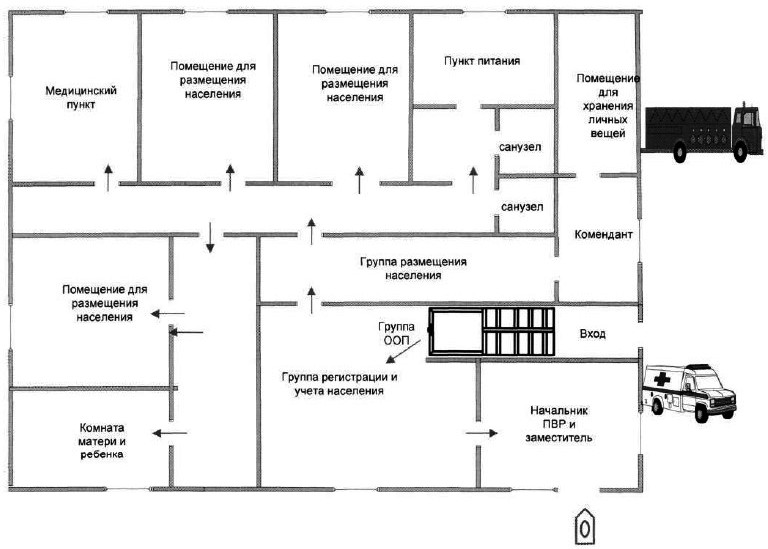 Медицинский
пункт
Помещение для
размещения
населения
Помещение для
размещения
населения
Пункт питания
Помещение
для
хранения
личных
вещей
санузел
санузел
Комендант
Группа размещения
населения
Помещение для
размещения
населения
Группа
ООП
Вход
Группа регистрации и
учета населения
Комната
матери и
ребенка
Начальник
ПВР и
заместитель